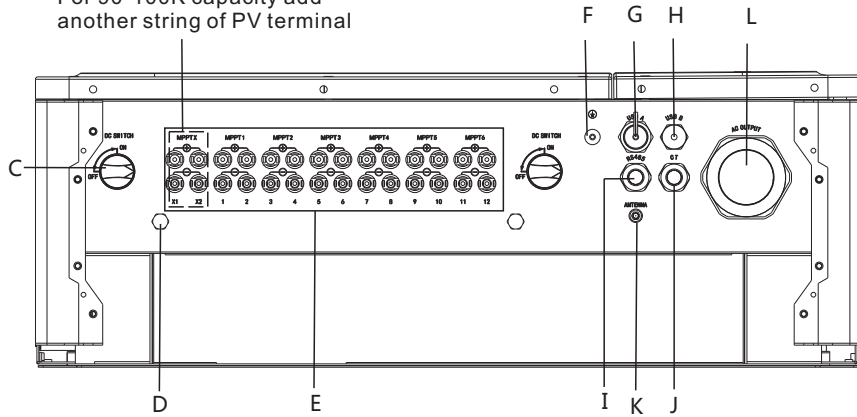 For 90-100K capacity add
another string of PV terminal
F
G
H
L
MPPTX
MPPT1
MPPT2
MPPT3
MPPT4
MPPT5
MPPT6
USB A
USB B
AC OUTPUT
DC SWITCH
ON
OFF
DC SWITCH
ON
OFF
C
RS485
CT
X1
X2
1
2
3
4
5
6
7
8
9
10
11
12
ANTENNA
D
E
I
K
J